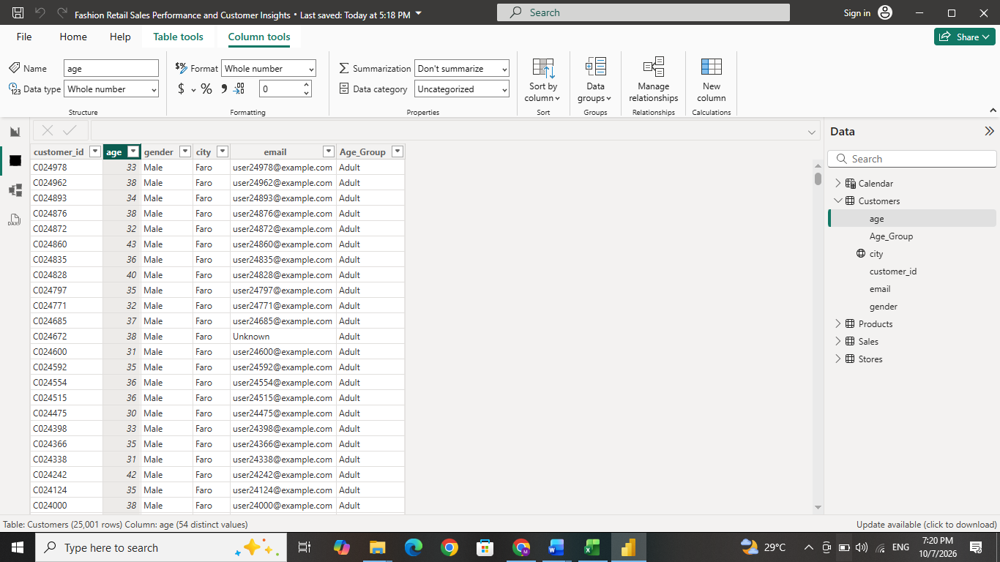 Fashion Retail Sales Performance and Customer Insights • Last saved: Today at 5:18 PM
Search
Sign in
File Home Help Table tools Column tools
Share
Name age
Data type Whole number
Structure
Format Whole number
$ % 0
Formatting
Summarization Don't summarize
Data category Uncategorized
Properties
Sort by column
Sort
Data groups
Groups
Manage relationships
Relationships
New column
Calculations
customer_id age gender city email Age_Group
C024978 33 Male Faro user24978@example.com Adult
C024962 38 Male Faro user24962@example.com Adult
C024893 34 Male Faro user24893@example.com Adult
C024876 38 Male Faro user24876@example.com Adult
C024872 32 Male Faro user24872@example.com Adult
C024860 43 Male Faro user24860@example.com Adult
C024835 36 Male Faro user24835@example.com Adult
C024828 40 Male Faro user24828@example.com Adult
C024797 35 Male Faro user24797@example.com Adult
C024771 32 Male Faro user24771@example.com Adult
C024685 37 Male Faro user24685@example.com Adult
C024672 38 Male Faro Unknown Adult
C024600 31 Male Faro user24600@example.com Adult
C024592 35 Male Faro user24592@example.com Adult
C024554 36 Male Faro user24554@example.com Adult
C024515 36 Male Faro user24515@example.com Adult
C024475 30 Male Faro user24475@example.com Adult
C024398 33 Male Faro user24398@example.com Adult
C024366 35 Male Faro user24366@example.com Adult
C024338 31 Male Faro user24338@example.com Adult
C024242 42 Male Faro user24242@example.com Adult
C024124 35 Male Faro user24124@example.com Adult
C024000 38 Male Faro user24000@example.com Adult
Data
Search
Calendar
Customers
age
Age_Group
city
customer_id
email
gender
Products
Sales
Stores
Table: Customers (25,001 rows) Column: age (54 distinct values)
Update available (click to download)
Type here to search
29°C
ENG
7:20 PM
10/7/2026